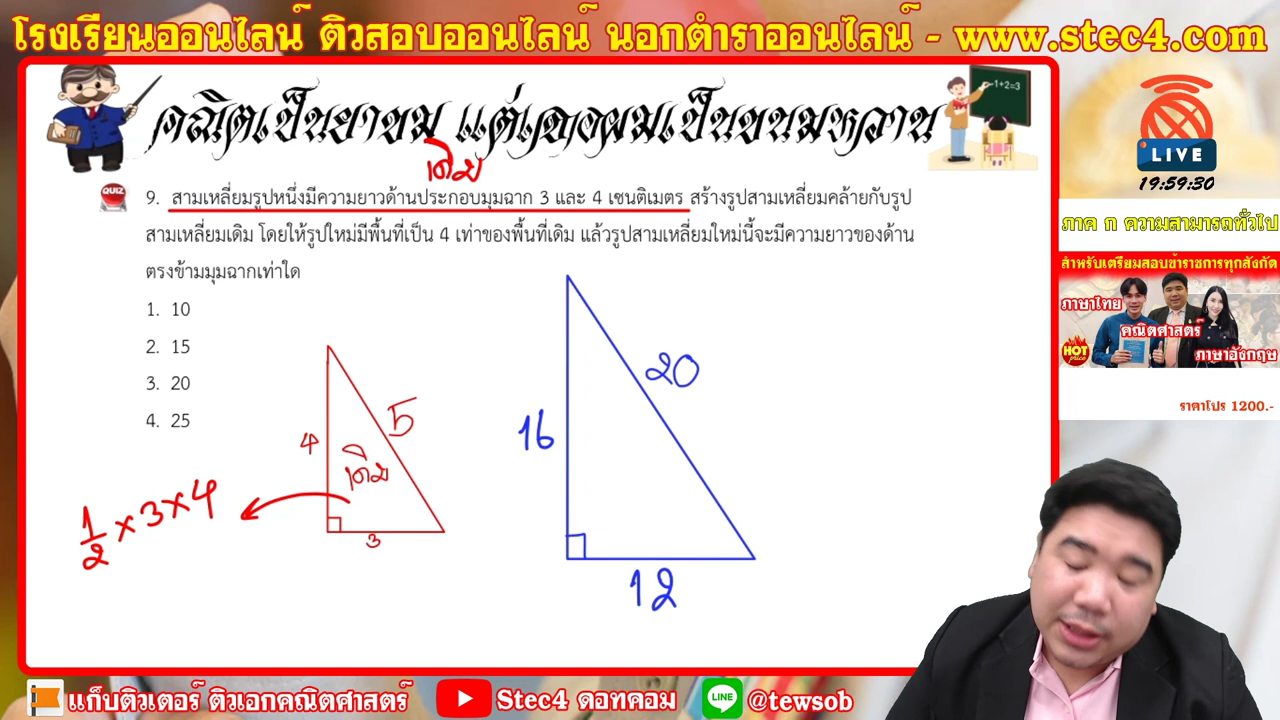 โรงเรียนออนไลน์ ติวสอบออนไลน์ นอกตำราออนไลน์ - www.stec4.com
คณิตเป็นยาขม แต่เดอผมเป็นขนมหวาน
-1+2=3
LIVE
19:59:30
เดิม
QUIZ
9. สามเหลี่ยมรูปหนึ่งมีความยาวด้านประกอบมุมฉาก 3 และ 4 เซนติเมตร สร้างรูปสามเหลี่ยมคล้ายกับรูป
สามเหลี่ยมเดิม โดยให้รูปใหม่มีพื้นที่เป็น 4 เท่าของพื้นที่เดิม แล้วรูปสามเหลี่ยมใหม่นี้จะมีความยาวของด้าน
ตรงข้ามมุมฉากเท่าใด
1. 10
2. 15
3. 20
4. 25
4
5
เดิม
3
1/2 × 3 × 4
16
20
12
ภาค ก ความสามารถทั่วไป
สำหรับเตรียมสอบข้าราชการทุกสังกัด
ภาษาไทย
คณิตศาสตร์
ภาษาอังกฤษ
HOT
price
ราคาโปร 1200.-
แก็บติวเตอร์ ติวเอกคณิตศาสตร์
Stec4 ดอทคอม
LINE
@tewsob